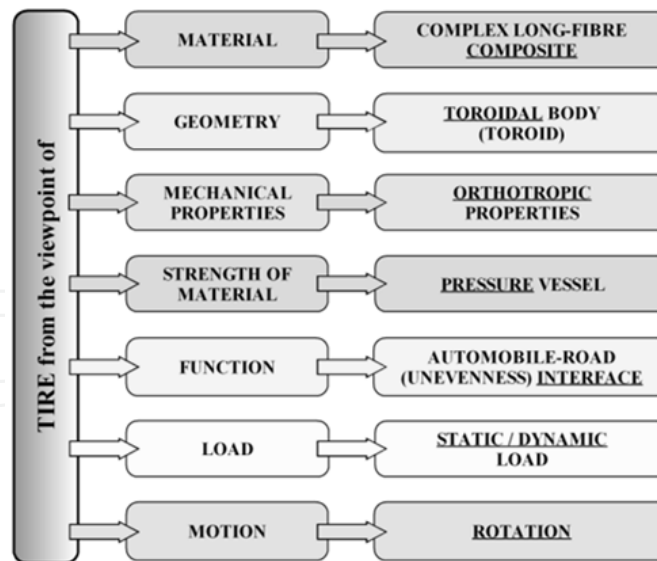 TIRE from the viewpoint of
MATERIAL
COMPLEX LONG-FIBRE
COMPOSITE
GEOMETRY
TOROIDAL BODY
(TOROID)
MECHANICAL
PROPERTIES
ORTHOTROPIC
PROPERTIES
STRENGTH OF
MATERIAL
PRESSURE VESSEL
FUNCTION
AUTOMOBILE-ROAD
(UNEVENNESS) INTERFACE
LOAD
STATIC / DYNAMIC
LOAD
MOTION
ROTATION